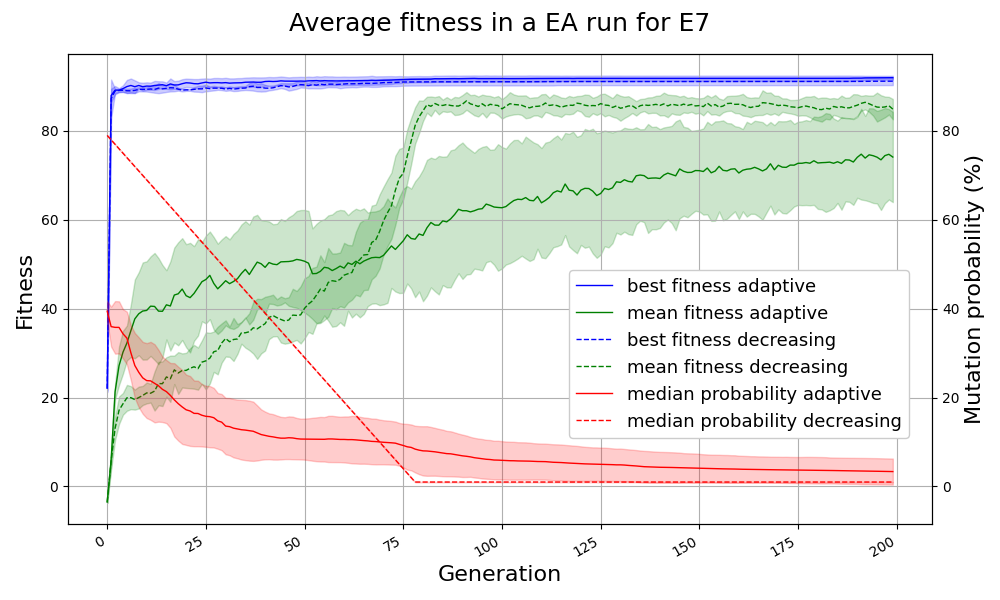 Average fitness in a EA run for E7
Fitness
80
60
40
20
0
80
60
40
20
0
Mutation probability (%)
best fitness adaptive
mean fitness adaptive
best fitness decreasing
mean fitness decreasing
median probability adaptive
median probability decreasing
0 25 50 75 100 125 150 175 200
Generation